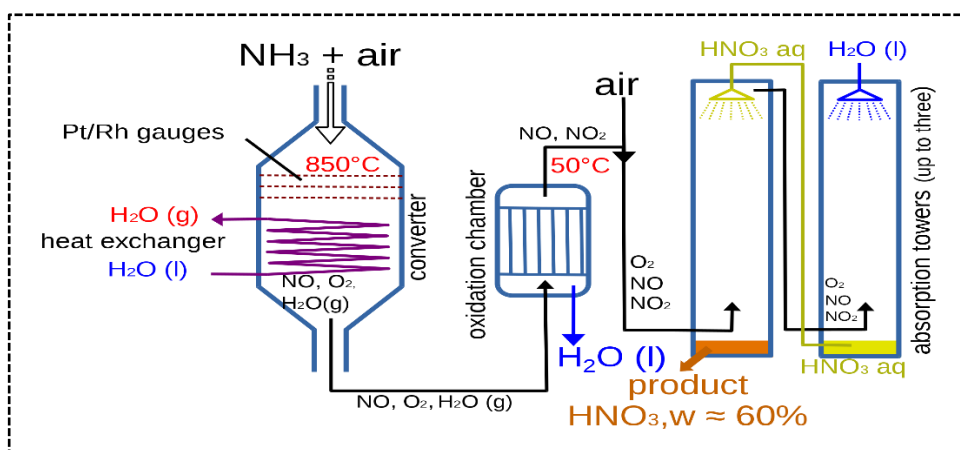 NH₃ + air
Pt/Rh gauges
850°C
H₂O (g)
heat exchanger
H₂O (l)
converter
NO, O₂,
H₂O(g)
NO, O₂, H₂O (g)
oxidation chamber
NO, NO₂
50°C
air
H₂O (l)
O₂
NO
NO₂
HNO₃ aq
H₂O (l)
O₂
NO
NO₂
HNO₃ aq
absorption towers (up to three)
product
HNO₃,w ≈ 60%